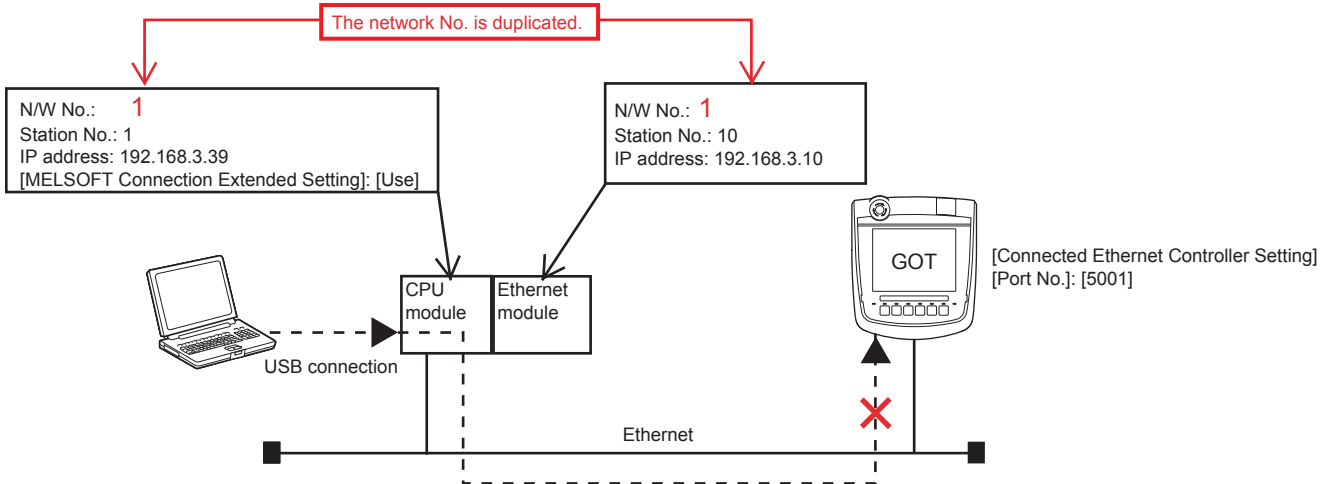 The network No. is duplicated.
N/W No.: 1
Station No.: 1
IP address: 192.168.3.39
[MELSOFT Connection Extended Setting]: [Use]
N/W No.: 1
Station No.: 10
IP address: 192.168.3.10
GOT
[Connected Ethernet Controller Setting]
[Port No.]: [5001]
CPU
module
Ethernet
module
USB connection
Ethernet